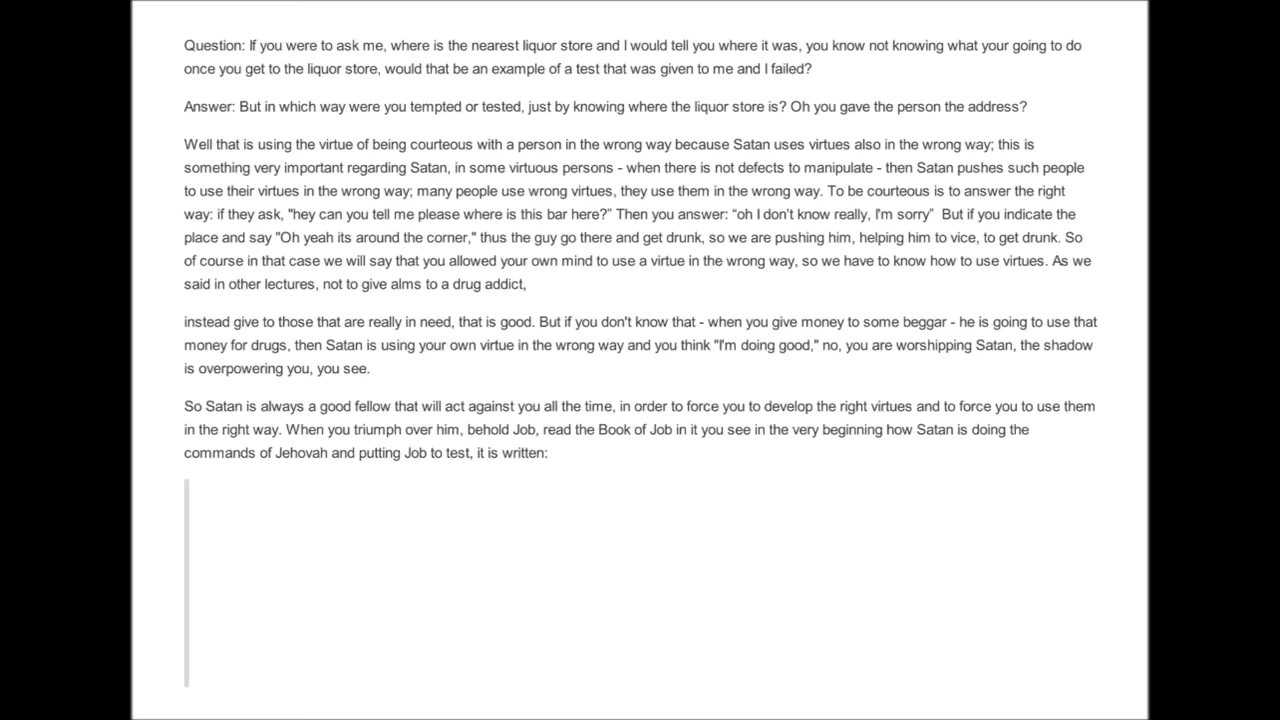 Question: If you were to ask me, where is the nearest liquor store and I would tell you where it was, you know not knowing what your going to do
once you get to the liquor store, would that be an example of a test that was given to me and I failed?
Answer: But in which way were you tempted or tested, just by knowing where the liquor store is? Oh you gave the person the address?
Well that is using the virtue of being courteous with a person in the wrong way because Satan uses virtues also in the wrong way; this is
something very important regarding Satan, in some virtuous persons - when there is not defects to manipulate - then Satan pushes such people
to use their virtues in the wrong way; many people use wrong virtues, they use them in the wrong way. To be courteous is to answer the right
way: if they ask, "hey can you tell me please where is this bar here?" Then you answer: “oh I don't know really, I'm sorry”  But if you indicate the
place and say "Oh yeah its around the corner," thus the guy go there and get drunk, so we are pushing him, helping him to vice, to get drunk. So
of course in that case we will say that you allowed your own mind to use a virtue in the wrong way, so we have to know how to use virtues. As we
said in other lectures, not to give alms to a drug addict,
instead give to those that are really in need, that is good. But if you don't know that - when you give money to some beggar - he is going to use that
money for drugs, then Satan is using your own virtue in the wrong way and you think "I'm doing good," no, you are worshipping Satan, the shadow
is overpowering you, you see.
So Satan is always a good fellow that will act against you all the time, in order to force you to develop the right virtues and to force you to use them
in the right way. When you triumph over him, behold Job, read the Book of Job in it you see in the very beginning how Satan is doing the
commands of Jehovah and putting Job to test, it is written: